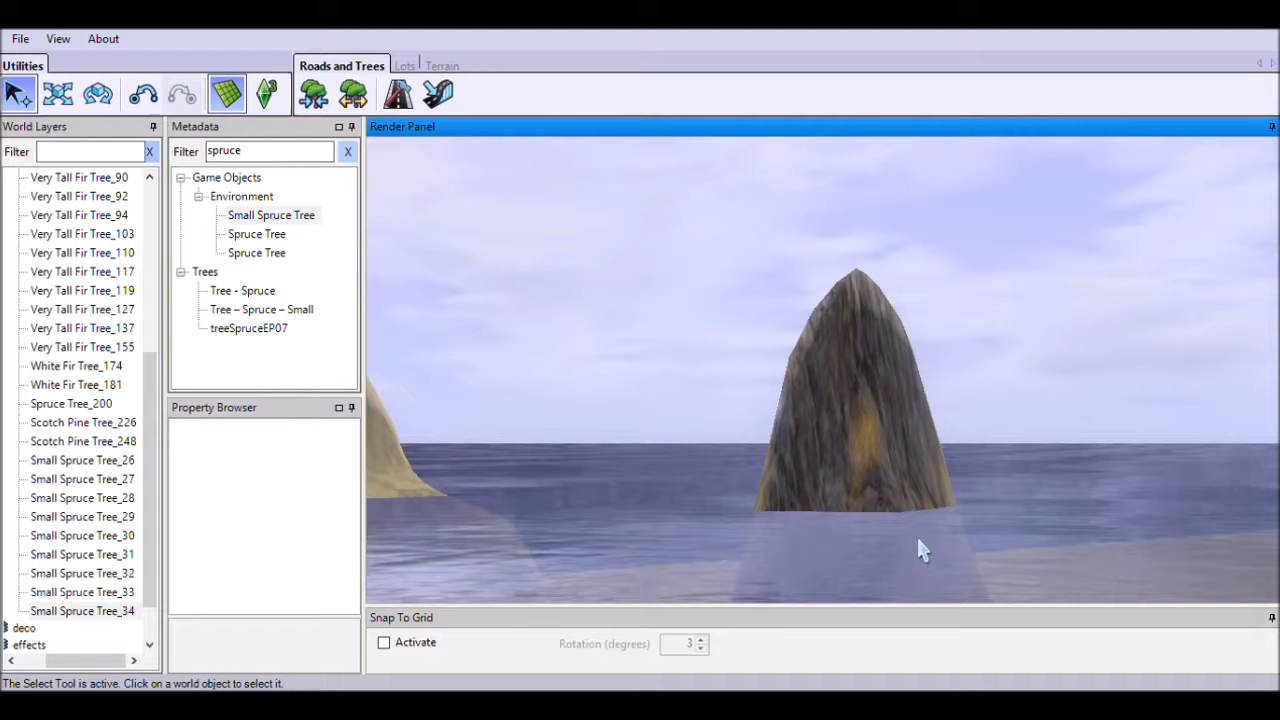 File View About
Utilities
Roads and Trees Lots Terrain
World Layers
Filter X
Very Tall Fir Tree_90
Very Tall Fir Tree_92
Very Tall Fir Tree_94
Very Tall Fir Tree_103
Very Tall Fir Tree_110
Very Tall Fir Tree_117
Very Tall Fir Tree_119
Very Tall Fir Tree_127
Very Tall Fir Tree_137
Very Tall Fir Tree_155
White Fir Tree_174
White Fir Tree_181
Spruce Tree_200
Scotch Pine Tree_226
Scotch Pine Tree_248
Small Spruce Tree_26
Small Spruce Tree_27
Small Spruce Tree_28
Small Spruce Tree_29
Small Spruce Tree_30
Small Spruce Tree_31
Small Spruce Tree_32
Small Spruce Tree_33
Small Spruce Tree_34
deco
effects
Metadata
Filter spruce X
Game Objects
Environment
Small Spruce Tree
Spruce Tree
Spruce Tree
Trees
Tree - Spruce
Tree – Spruce – Small
treeSpruceEP07
Property Browser
Render Panel
Snap To Grid
Activate Rotation (degrees) 3
The Select Tool is active. Click on a world object to select it.